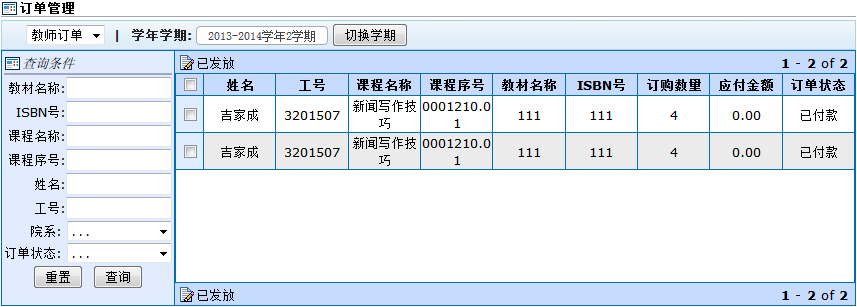 订单管理
教师订单 | 学年学期: 2013-2014学年2学期 切换学期
查询条件
教材名称:
ISBN号:
课程名称:
课程序号:
姓名:
工号:
院系: ...
订单状态: ...
重置 查询
已发放 1 - 2 of 2
姓名 工号 课程名称 课程序号 教材名称 ISBN号 订购数量 应付金额 订单状态
吉家成 3201507 新闻写作技巧 0001210.01 111 111 4 0.00 已付款
吉家成 3201507 新闻写作技巧 0001210.01 111 111 4 0.00 已付款
已发放 1 - 2 of 2